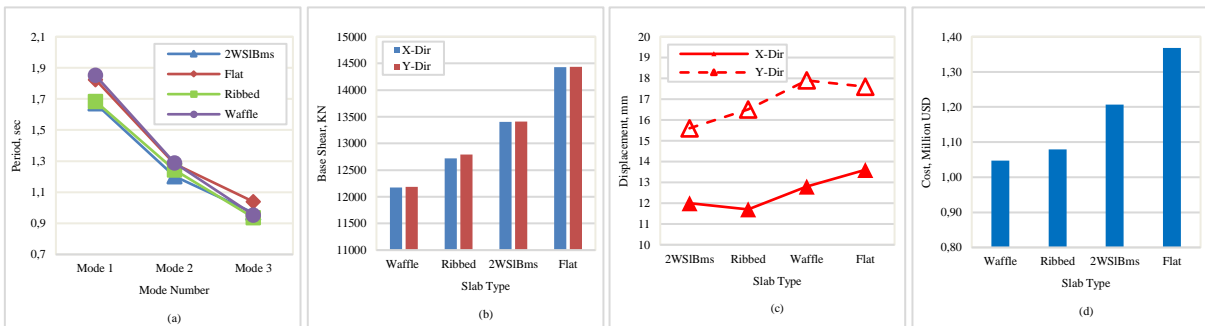 2,1
1,9
1,7
1,5
1,3
1,1
0,9
0,7
Period, sec
2WSlBms
Flat
Ribbed
Waffle
Mode 1 Mode 2 Mode 3
Mode Number
(a)
15000
14500
14000
13500
13000
12500
12000
11500
11000
Base Shear, KN
X-Dir
Y-Dir
Waffle Ribbed 2WSlBms Flat
Slab Type
(b)
20
19
18
17
16
15
14
13
12
11
10
Displacement, mm
X-Dir
Y-Dir
2WSlBms Ribbed Waffle Flat
Slab Type
(c)
1,40
1,30
1,20
1,10
1,00
0,90
0,80
Cost, Million USD
Waffle Ribbed 2WSlBms Flat
Slab Type
(d)